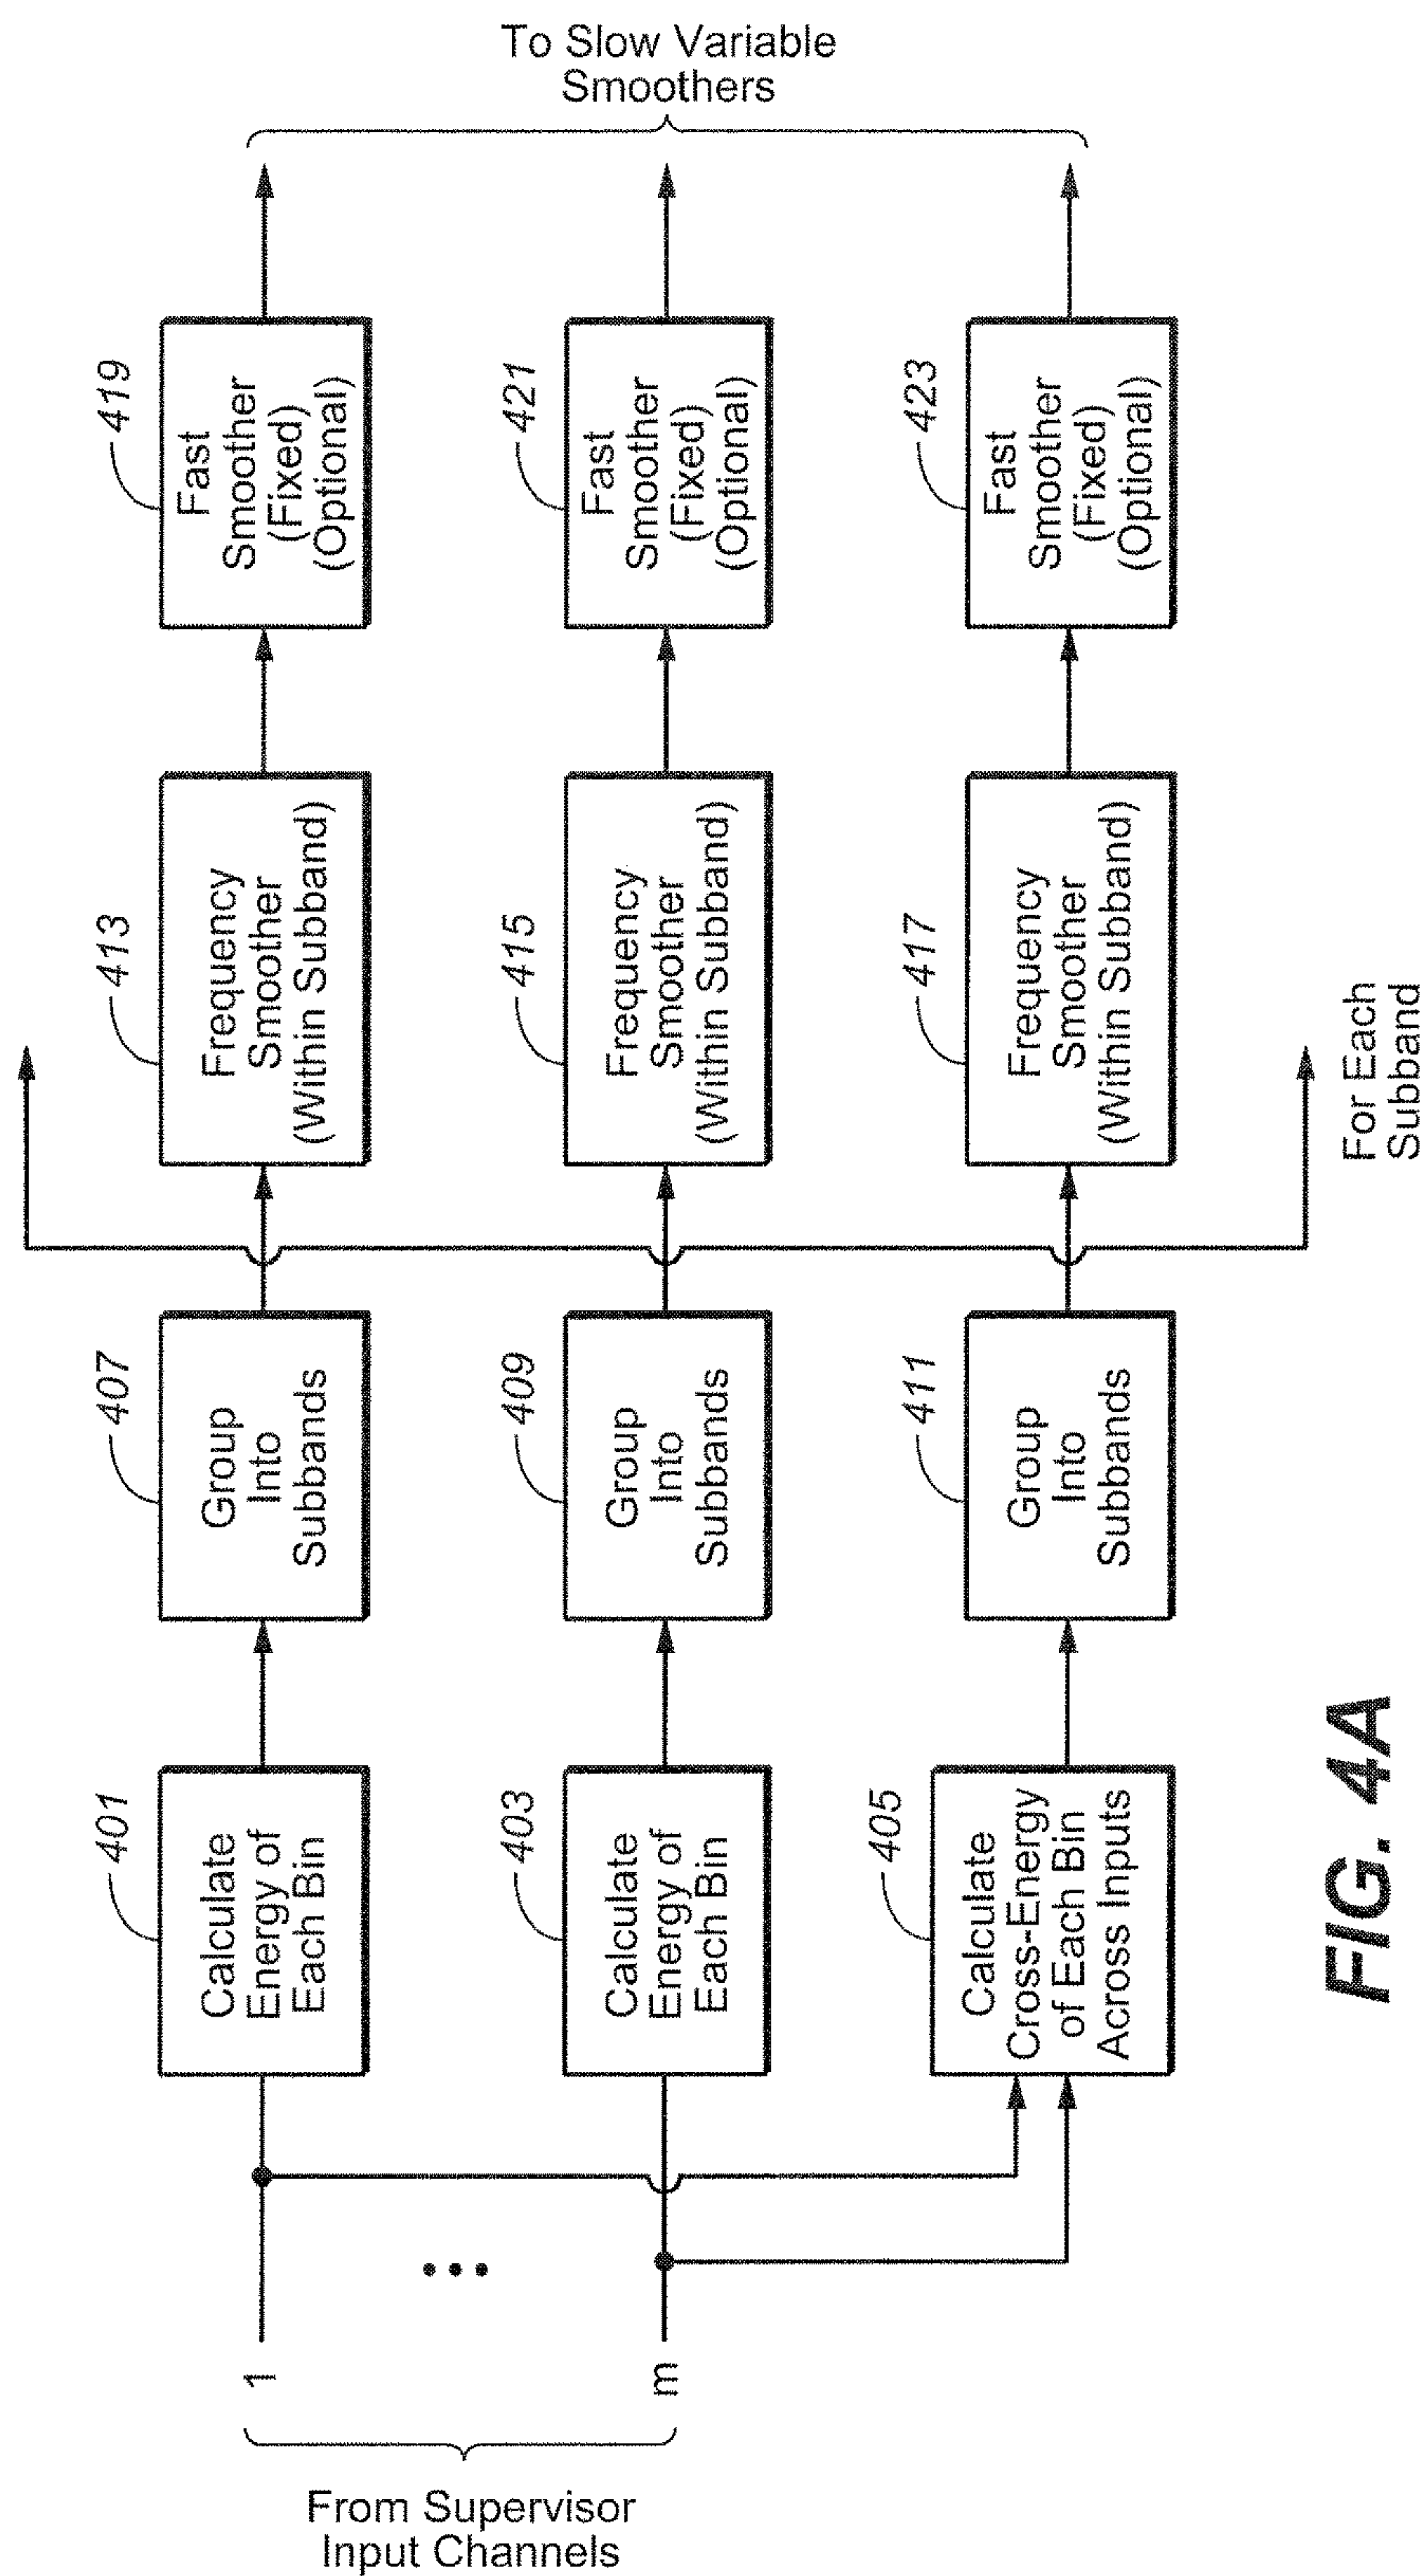 From Supervisor
Input Channels
1
m
401
Calculate
Energy of
Each Bin
407
Group
Into
Subbands
413
Frequency
Smoother
(Within Subband)
419
Fast
Smoother
(Fixed)
(Optional)
403
Calculate
Energy of
Each Bin
409
Group
Into
Subbands
415
Frequency
Smoother
(Within Subband)
421
Fast
Smoother
(Fixed)
(Optional)
405
Calculate
Cross-Energy
of Each Bin
Across Inputs
411
Group
Into
Subbands
417
Frequency
Smoother
(Within Subband)
423
Fast
Smoother
(Fixed)
(Optional)
To Slow Variable
Smoothers
For Each
Subband
FIG. 4A